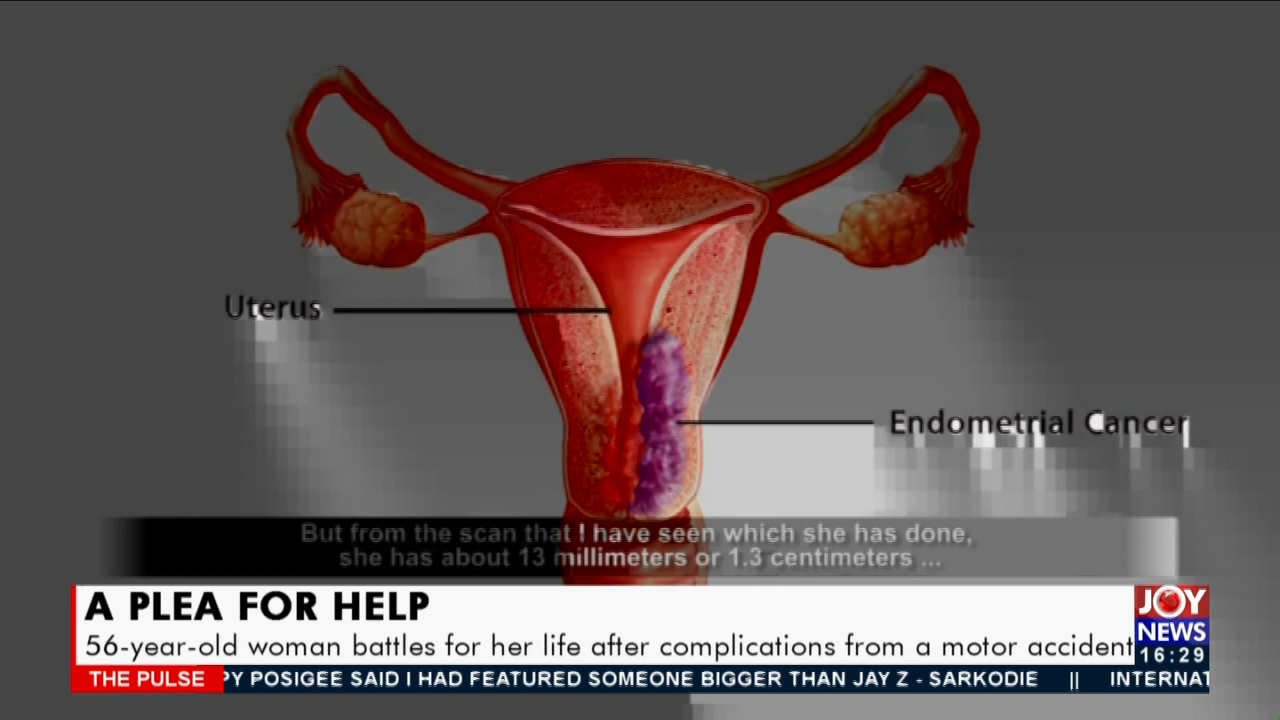 Uterus
Endometrial Cancer
But from the scan that I have seen which she has done,
she has about 13 millimeters or 1.3 centimeters ...
A PLEA FOR HELP
56-year-old woman battles for her life after complications from a motor accident
JOY
NEWS
16:29
THE PULSE PY POSIGEE SAID I HAD FEATURED SOMEONE BIGGER THAN JAY Z - SARKODIE || INTERNAT